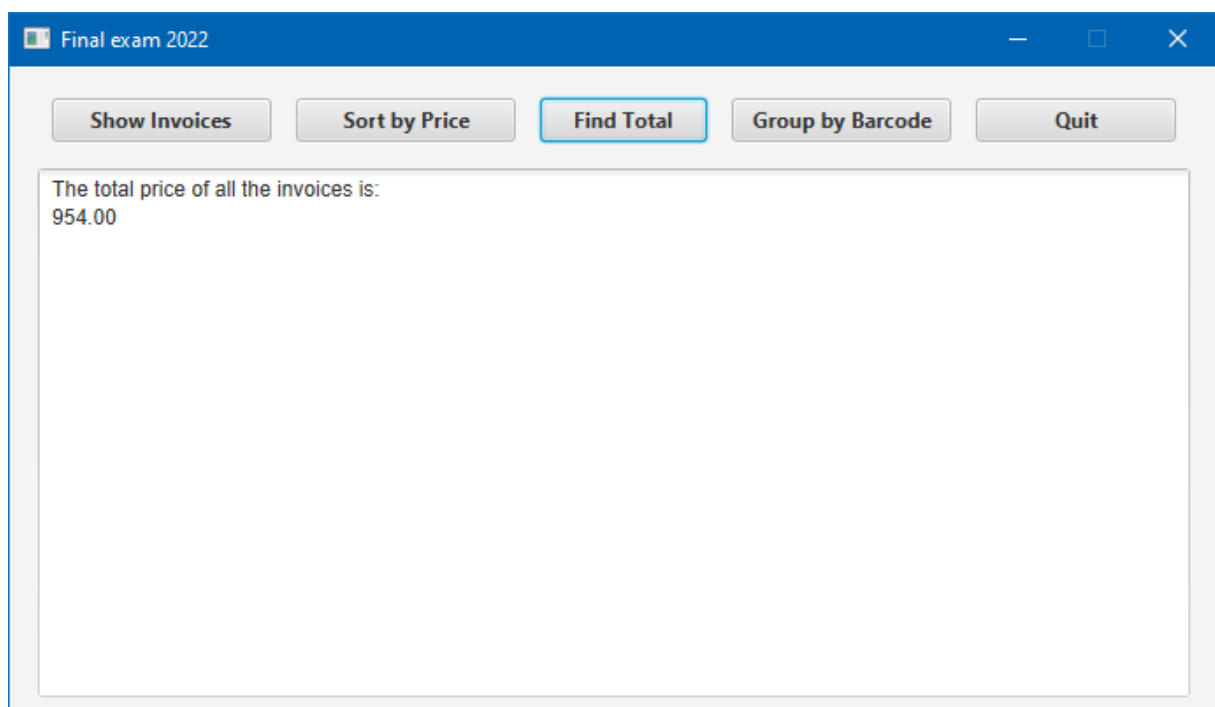 Final exam 2022
Show Invoices Sort by Price Find Total Group by Barcode Quit
The total price of all the invoices is:
954.00